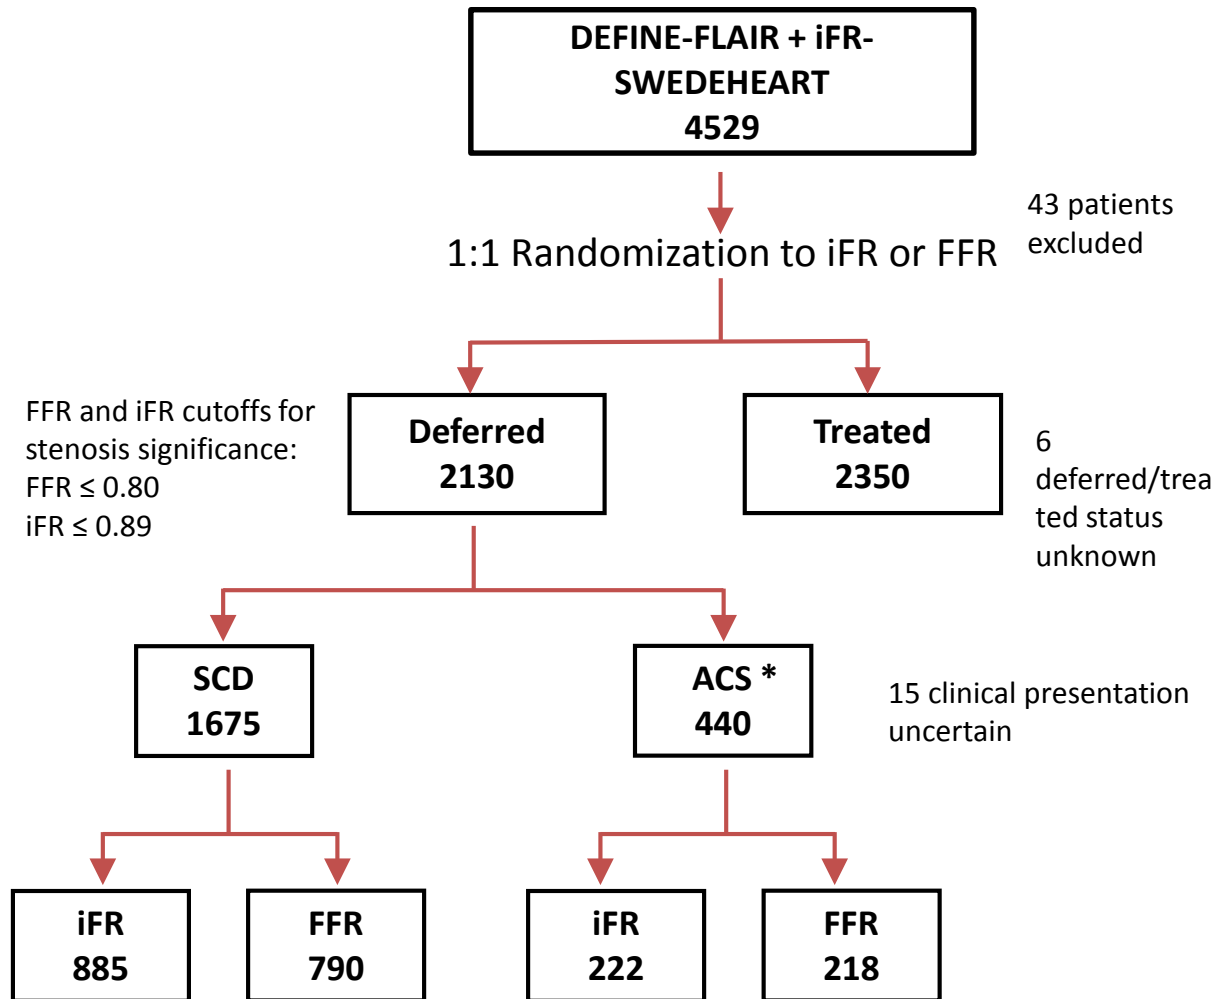 DEFINE-FLAIR + iFR-
SWEDEHEART
4529
43 patients
excluded
1:1 Randomization to iFR or FFR
FFR and iFR cutoffs for
stenosis significance:
FFR ≤ 0.80
iFR ≤ 0.89
Deferred
2130
Treated
2350
6
deferred/trea
ted status
unknown
SCD
1675
ACS *
440
15 clinical presentation
uncertain
iFR
885
FFR
790
iFR
222
FFR
218